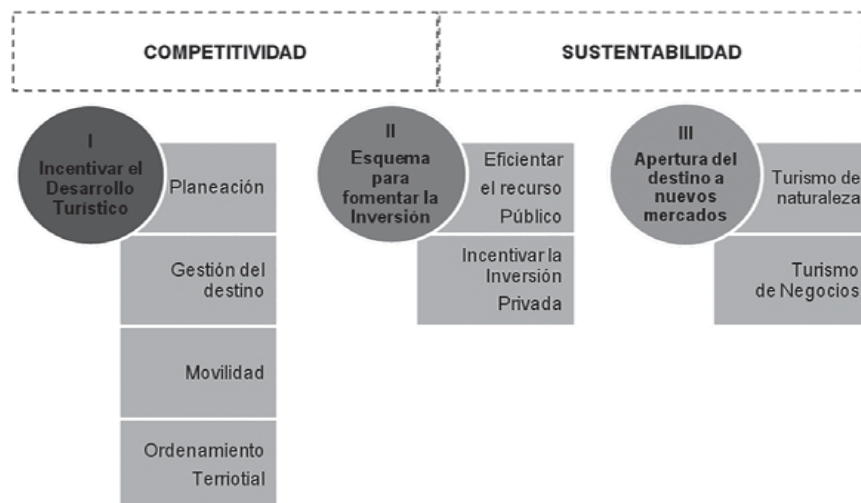 COMPETITIVIDAD
SUSTENTABILIDAD
I
Incentivar el
Desarrollo
Turístico
Planeación
Gestión del
destino
Movilidad
Ordenamiento
Terriotial
II
Esquema
para
fomentar la
Inversión
Eficientar
el recurso
Público
Incentivar la
Inversión
Privada
III
Apertura del
destino a
nuevos
mercados
Turismo de
naturaleza
Turismo
de Negocios